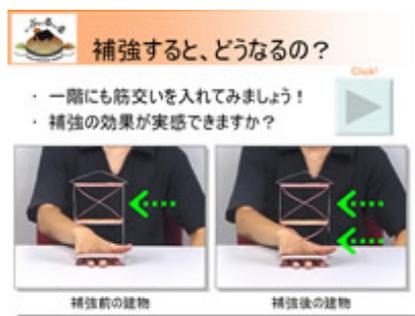 補強すると、どうなるの？
Click!
・ 一階にも筋交いを入れてみましょう！
・ 補強の効果が実感できますか？
補強前の建物
補強後の建物